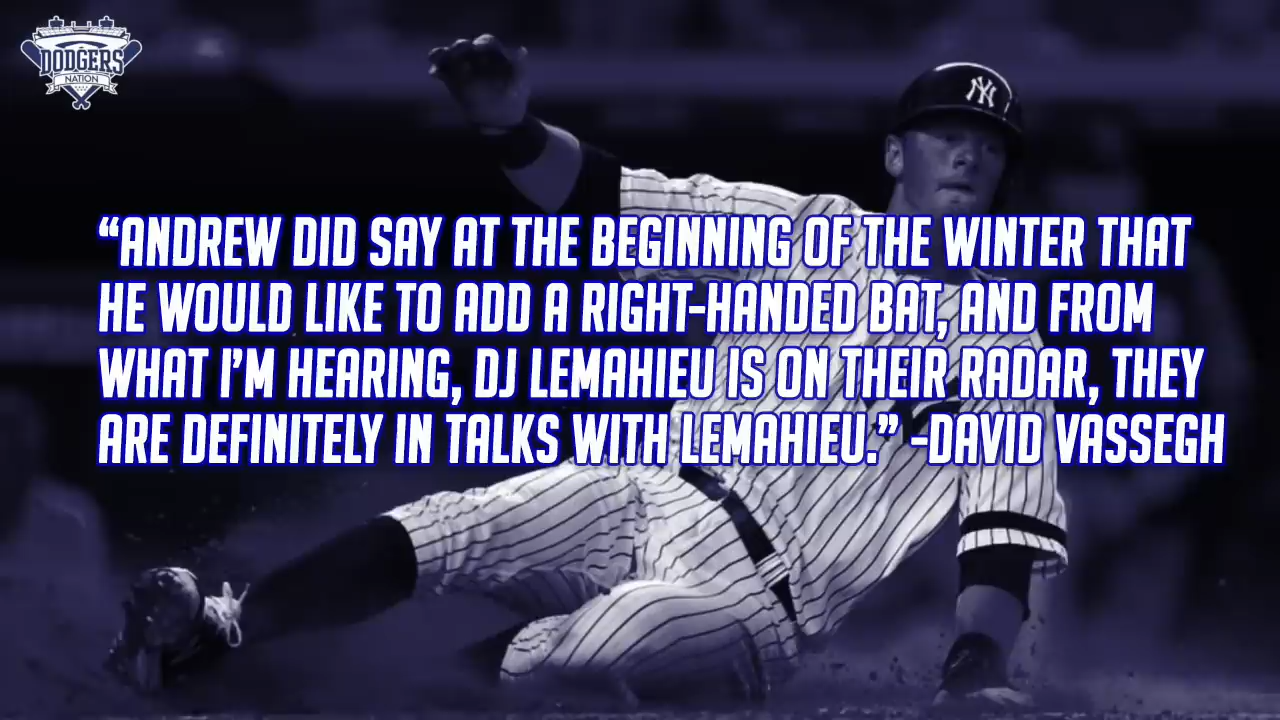 DODGERS
NATION
NY
“ANDREW DID SAY AT THE BEGINNING OF THE WINTER THAT
HE WOULD LIKE TO ADD A RIGHT-HANDED BAT, AND FROM
WHAT I’M HEARING, DJ LEMAHIEU IS ON THEIR RADAR, THEY
ARE DEFINITELY IN TALKS WITH LEMAHIEU.” -DAVID VASSEGH